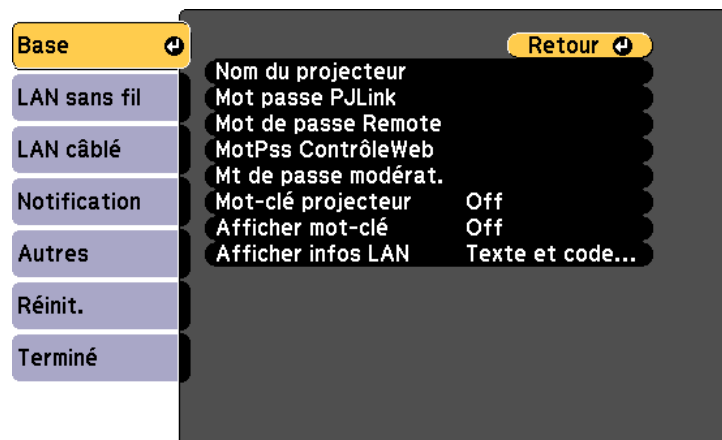 Base
LAN sans fil
LAN câblé
Notification
Autres
Réinit.
Terminé
Retour
Nom du projecteur
Mot passe PJLink
Mot de passe Remote
MotPss ContrôleWeb
Mt de passe modérat.
Mot-clé projecteur Off
Afficher mot-clé Off
Afficher infos LAN Texte et code...